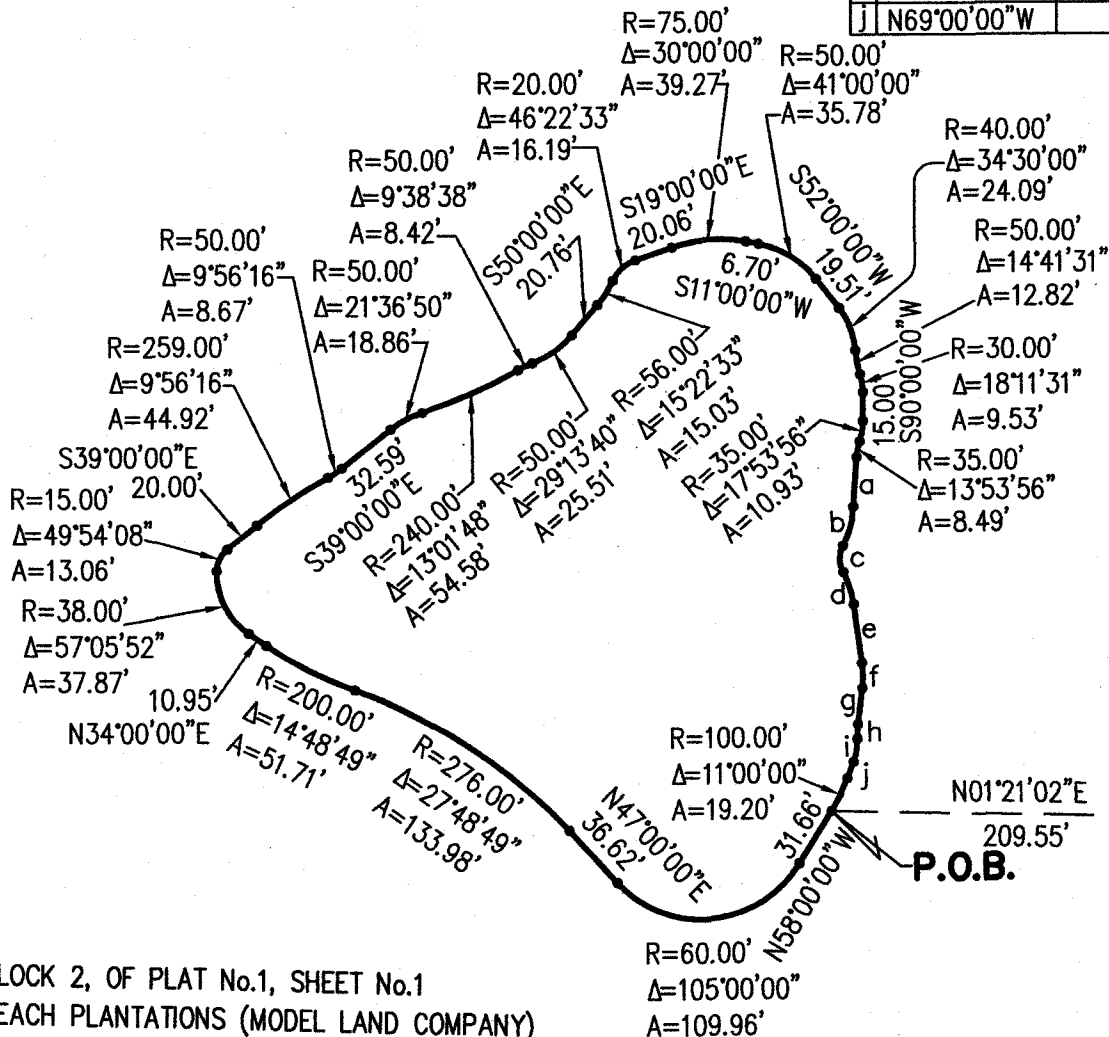 j N69°00'00"W
R=75.00'
Δ=30°00'00"
A=39.27'
R=50.00'
Δ=41°00'00"
A=35.78'
R=20.00'
Δ=46°22'33"
A=16.19'
R=40.00'
Δ=34°30'00"
A=24.09'
R=50.00'
Δ=9°38'38"
A=8.42'
S50°00'00"E
20.76'
S19°00'00"E
20.06'
6.70'
S11°00'00"W
S52°00'00"W
19.51'
R=50.00'
Δ=14°41'31"
A=12.82'
R=50.00'
Δ=9°56'16"
A=8.67'
R=50.00'
Δ=21°36'50"
A=18.86'
15.00'
S90°00'00"W
R=30.00'
Δ=18°11'31"
A=9.53'
R=259.00'
Δ=9°56'16"
A=44.92'
R=56.00'
Δ=15°22'33"
A=15.03'
R=35.00'
Δ=17°53'56"
A=10.93'
R=35.00'
Δ=13°53'56"
A=8.49'
S39°00'00"E
20.00'
32.59'
S39°00'00"E
R=240.00'
Δ=13°01'48"
A=54.58'
R=50.00'
Δ=29°13'40"
A=25.51'
R=15.00'
Δ=49°54'08"
A=13.06'
R=38.00'
Δ=57°05'52"
A=37.87'
a
b
c
d
e
f
g
h
i
j
10.95'
N34°00'00"E
R=200.00'
Δ=14°48'49"
A=51.71'
R=276.00'
Δ=27°48'49"
A=133.98'
R=100.00'
Δ=11°00'00"
A=19.20'
N01°21'02"E
209.55'
P.O.B.
N47°00'00"E
36.62'
31.66'
N58°00'00"W
R=60.00'
Δ=105°00'00"
A=109.96'
LOCK 2, OF PLAT No.1, SHEET No.1
EACH PLANTATIONS (MODEL LAND COMPANY)